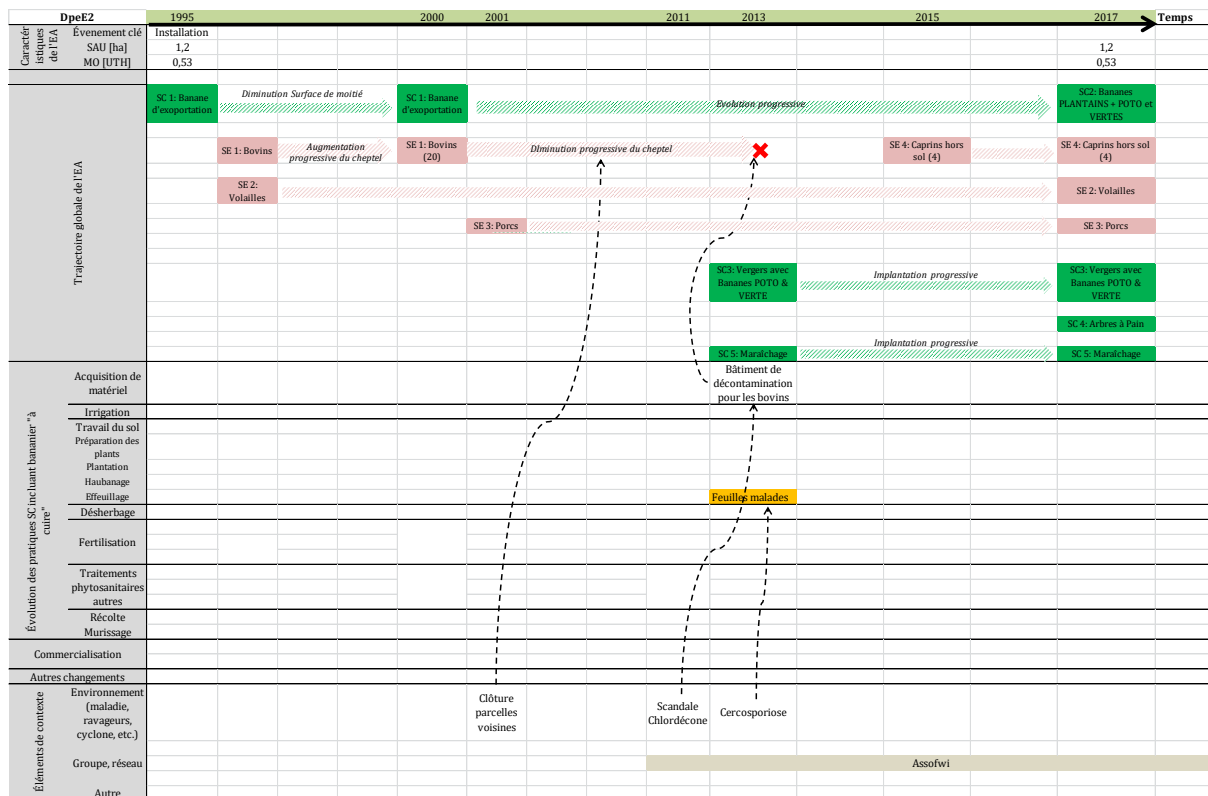 DpeE2 1995 2000 2001 2011 2013 2015 2017 Temps
Caractér
istiques
de l'EA
Évenement clé Installation
SAU [ha] 1,2 1,2
MO [UTH] 0,53 0,53
Trajectoire globale de l'EA
SC 1: Banane
d'exoportation
Diminution Surface de moitié
SC 1: Banane
d'exoportation
Evolution progressive
SC2: Bananes
PLANTAINS + POTO et
VERTES
SE 1: Bovins
Augmentation
progressive du cheptel
SE 1: Bovins
(20)
DIminution progressive du cheptel
SE 4: Caprins hors
sol (4)
SE 4: Caprins hors sol
(4)
SE 2:
Volailles
SE 2: Volailles
SE 3: Porcs
SE 3: Porcs
SC3: Vergers avec
Bananes POTO &
VERTE
Implantation progressive
SC3: Vergers avec
Bananes POTO &
VERTE
SC 4: Arbres à Pain
SC 5: Maraîchage
Implantation progressive
SC 5: Maraîchage
Évolution des pratiques SC incluant bananier "à
cuire"
Acquisition de
matériel
Bâtiment de
décontamination
pour les bovins
Irrigation
Travail du sol
Préparation des
plants
Plantation
Haubanage
Effeuillage
Feuilles malades
Désherbage
Fertilisation
Traitements
phytosanitaires
autres
Récolte
Murissage
Commercialisation
Autres changements
Éléments de contexte
Environnement
(maladie,
ravageurs,
cyclone, etc.)
Clôture
parcelles
voisines
Scandale
Chlordécone
Cercosporiose
Groupe, réseau
Assofwi
Autre